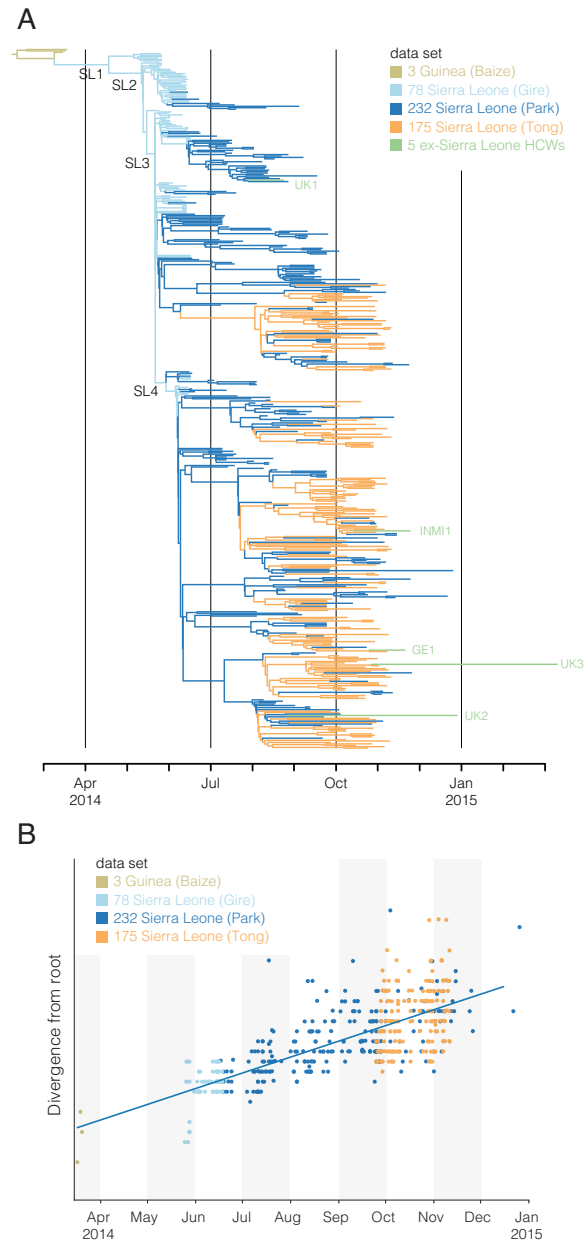 A
data set
3 Guinea (Baize)
78 Sierra Leone (Gire)
232 Sierra Leone (Park)
175 Sierra Leone (Tong)
5 ex-Sierra Leone HCWs
SL1
SL2
SL3
UK1
SL4
INMI1
GE1
UK3
UK2
Apr Jul Oct Jan
2014 2015
B
data set
3 Guinea (Baize)
78 Sierra Leone (Gire)
232 Sierra Leone (Park)
175 Sierra Leone (Tong)
Divergence from root
Apr May Jun Jul Aug Sep Oct Nov Dec Jan
2014 2015